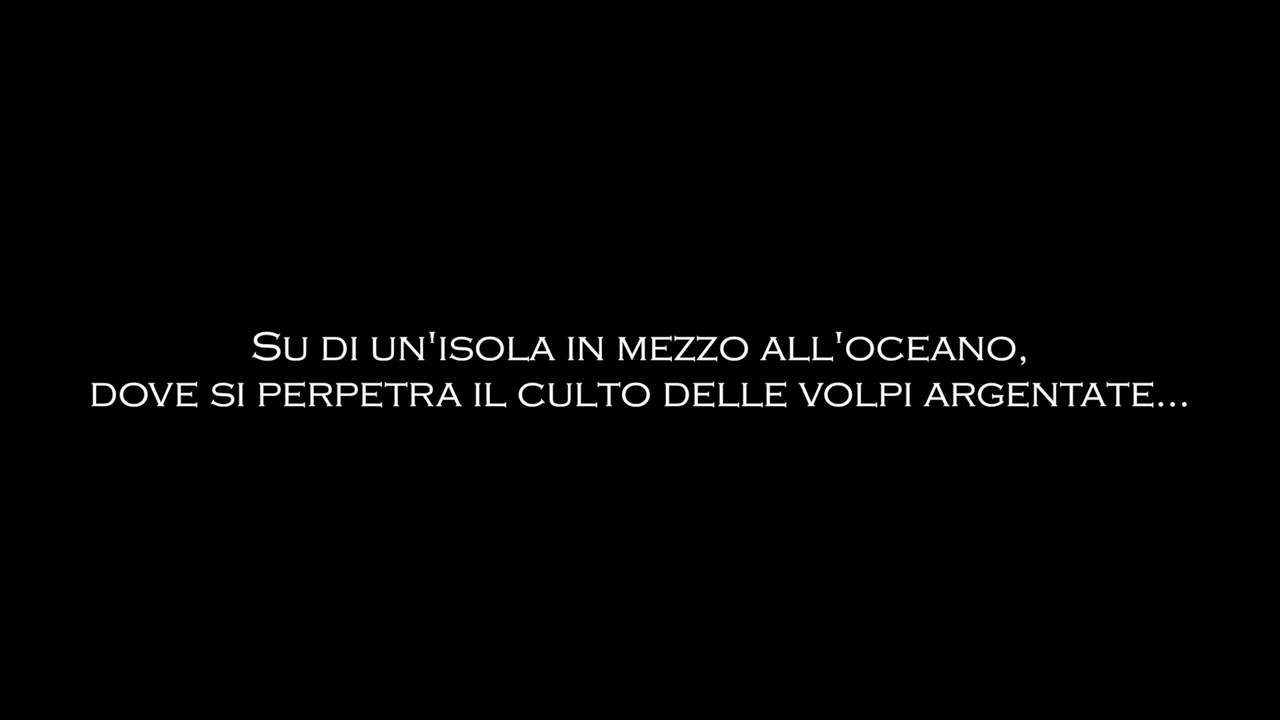 Su di un'isola in mezzo all'oceano,
dove si perpetra il culto delle volpi argentate...